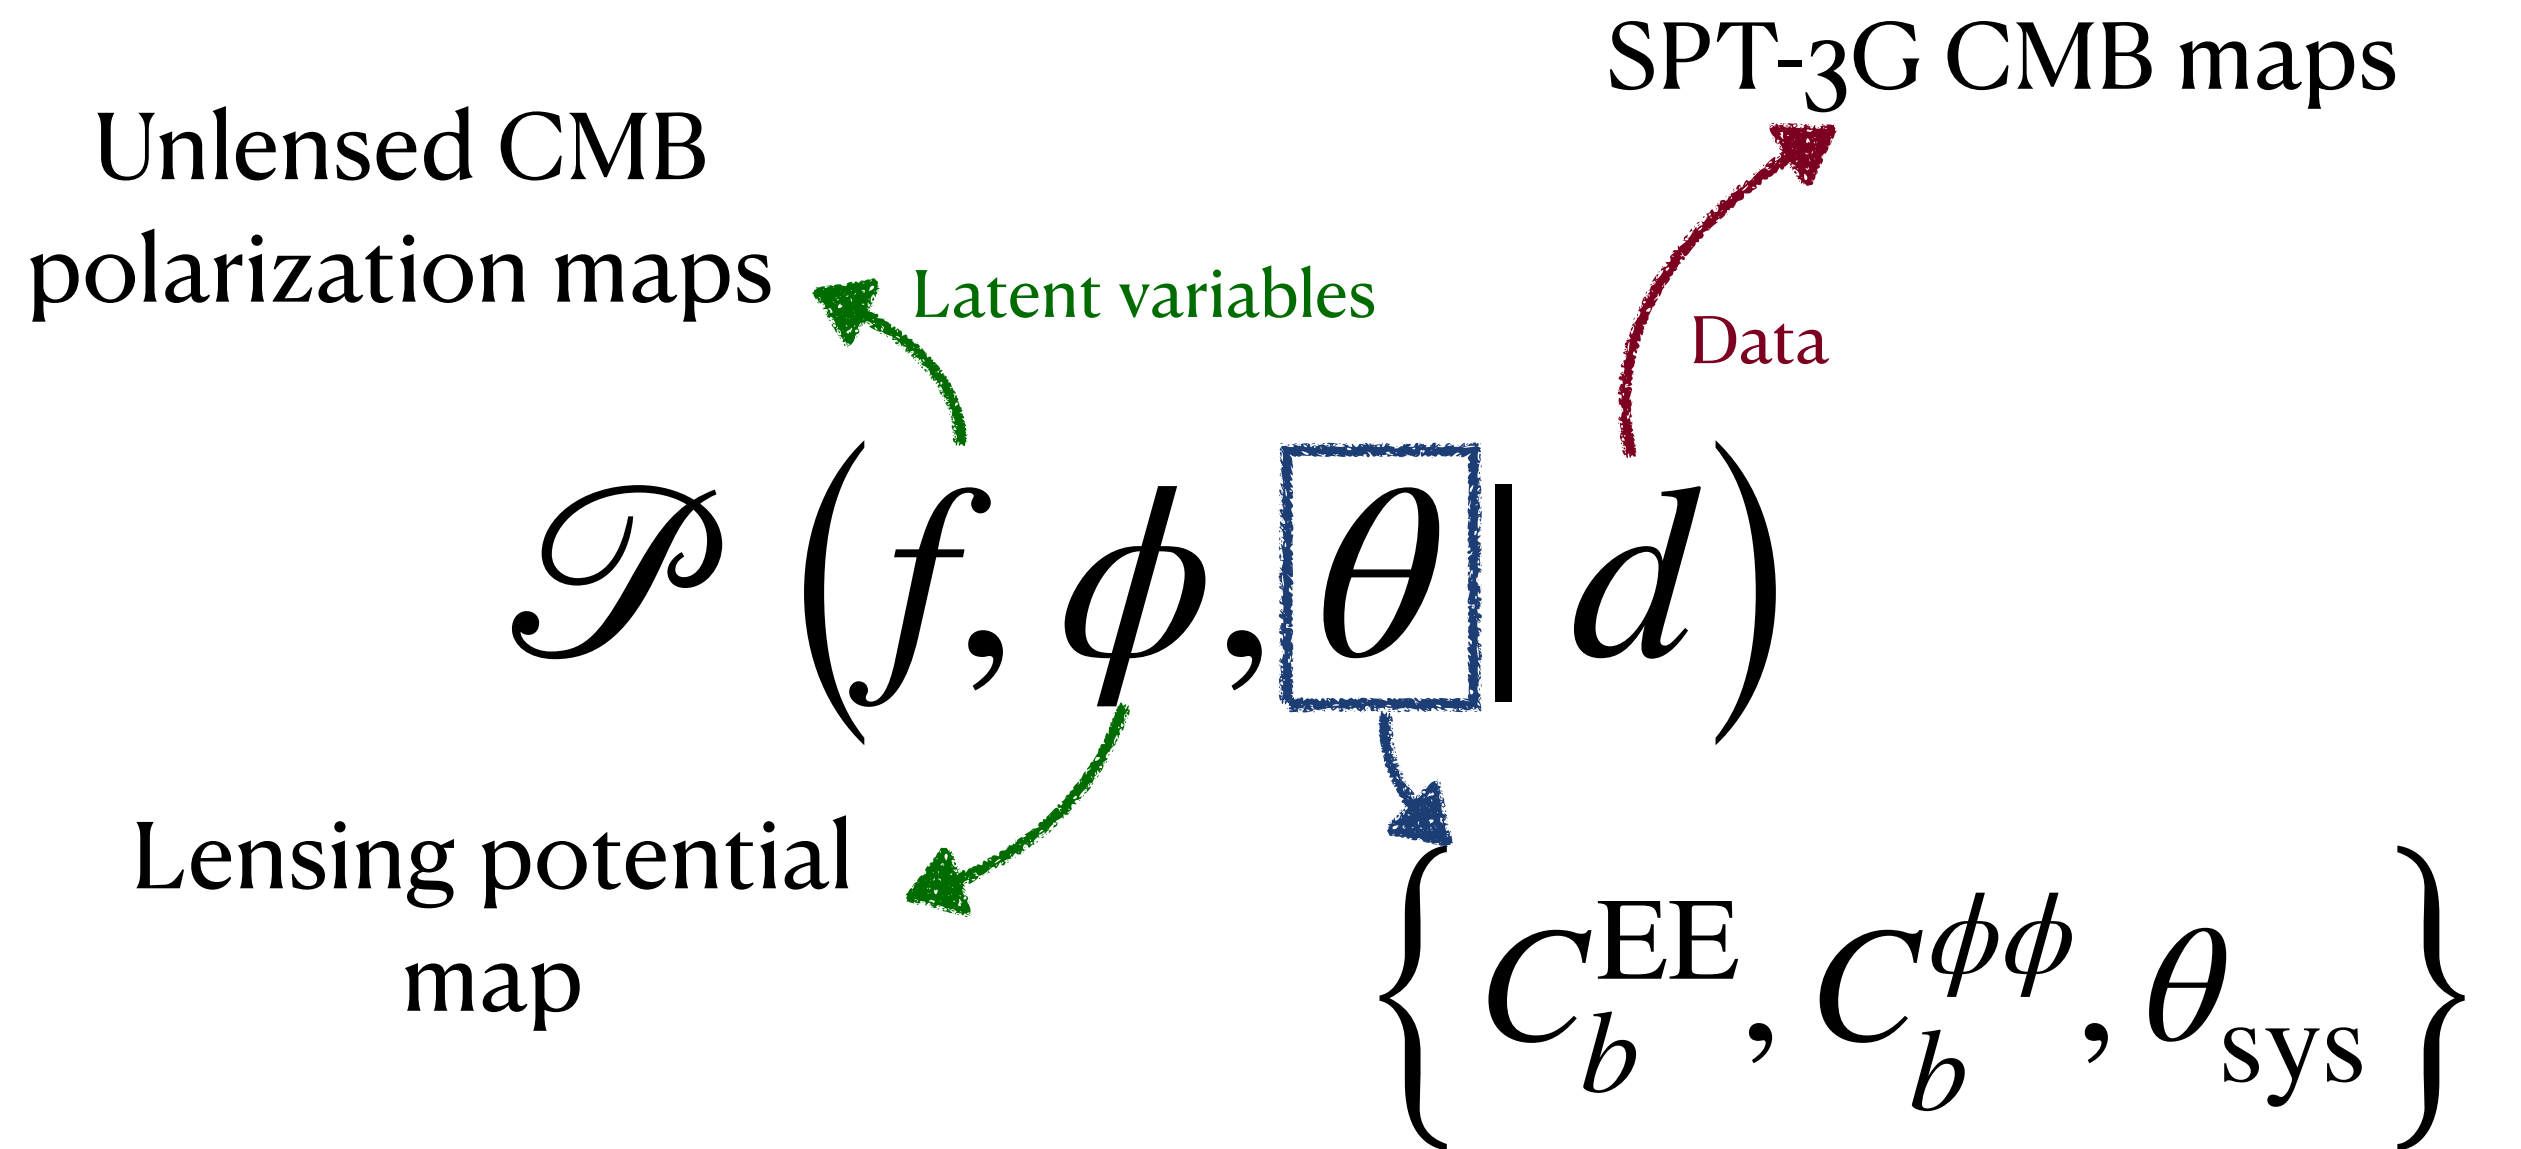 SPT-3G CMB maps
Unlensed CMB
polarization maps
Latent variables
Data
𝒫 (f, ϕ, θ | d)
Lensing potential
map
{C_b^EE, C_b^ϕϕ, θ_sys}